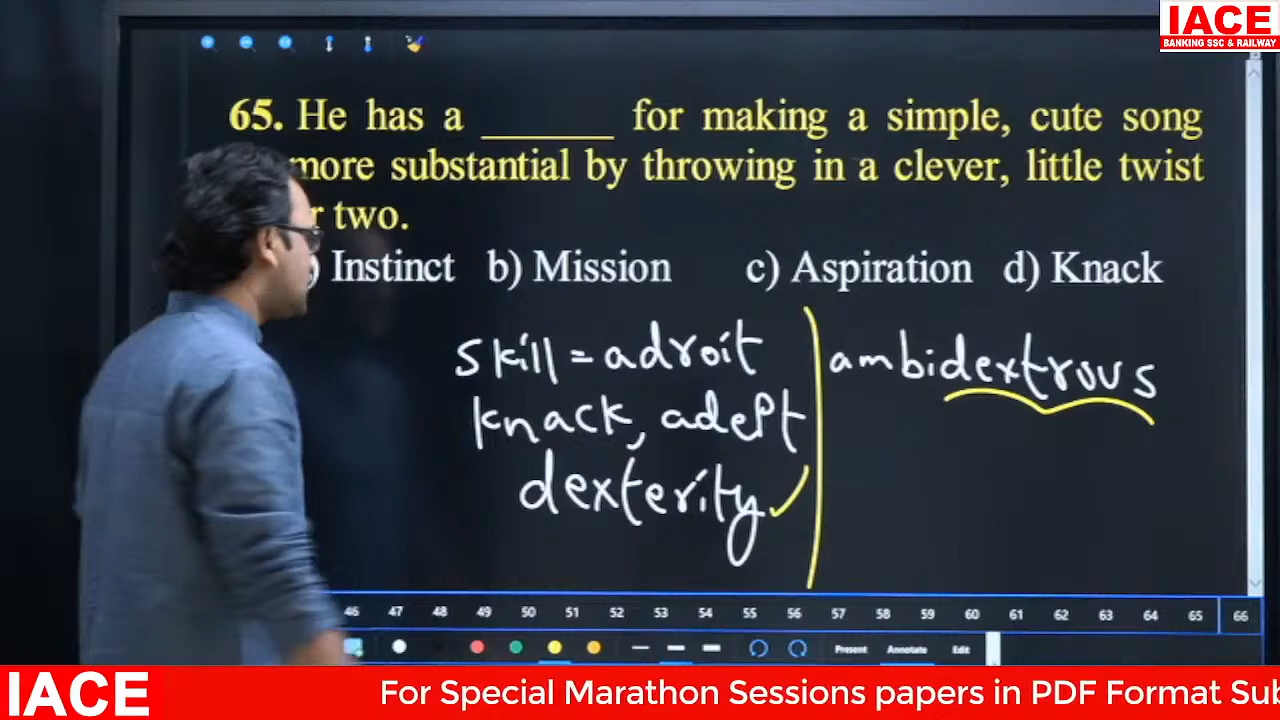 IACE
BANKING SSC & RAILWAY
65. He has a ______ for making a simple, cute song
more substantial by throwing in a clever, little twist
two.
Instinct b) Mission c) Aspiration d) Knack
skill = adroit
knack, adept
dexterity
ambidextrous
46 47 48 49 50 51 52 53 54 55 56 57 58 59 60 61 62 63 64 65 66
Present Annotate Edit
IACE
For Special Marathon Sessions papers in PDF Format Sub